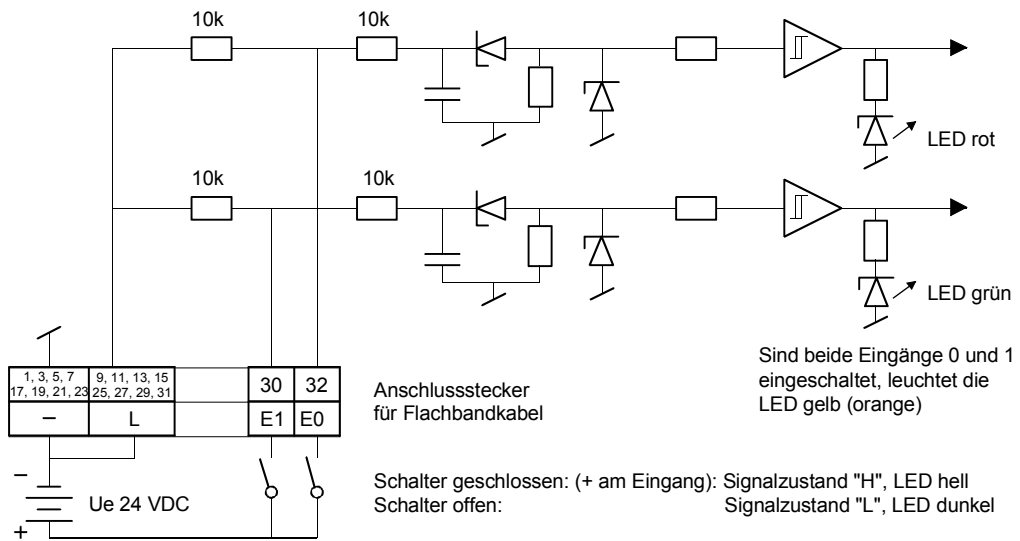 10k
10k
LED rot
10k
10k
LED grün
Sind beide Eingänge 0 und 1
eingeschaltet, leuchtet die
LED gelb (orange)
1, 3, 5, 7
17, 19, 21, 23
9, 11, 13, 15
25, 27, 29, 31
30
32
–
L
E1
E0
Anschlussstecker
für Flachbandkabel
–
Ue 24 VDC
+
Schalter geschlossen: (+ am Eingang): Signalzustand "H", LED hell
Schalter offen: Signalzustand "L", LED dunkel